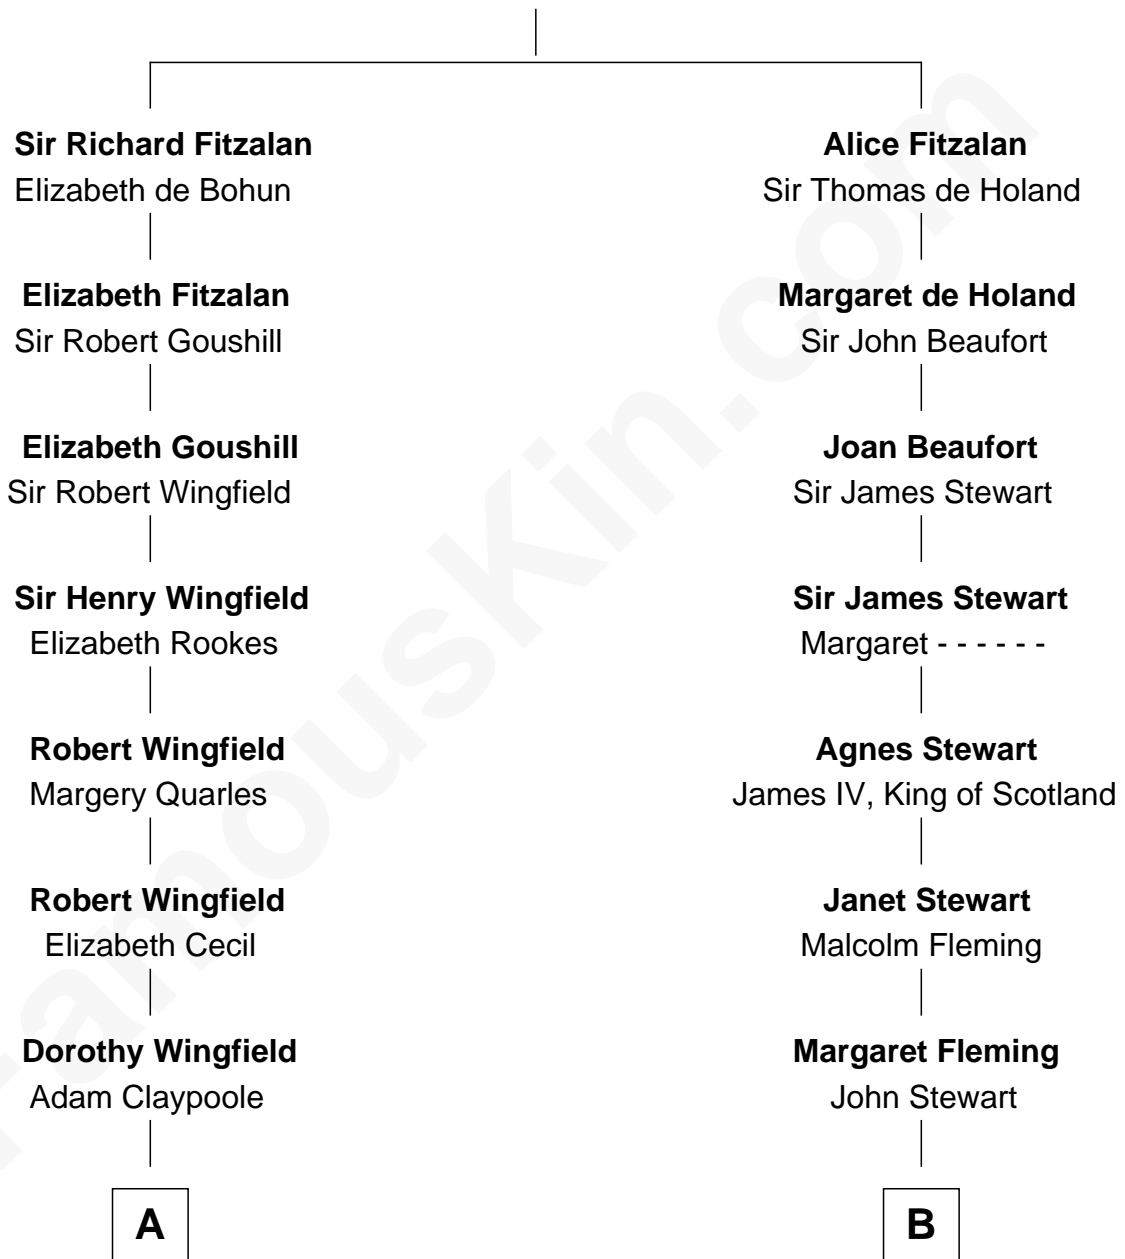 Sir Richard Fitzalan
Elizabeth de Bohun
Elizabeth Fitzalan
Sir Robert Goushill
Elizabeth Goushill
Sir Robert Wingfield
Sir Henry Wingfield
Elizabeth Rookes
Robert Wingfield
Margery Quarles
Robert Wingfield
Elizabeth Cecil
Dorothy Wingfield
Adam Claypoole
A
Alice Fitzalan
Sir Thomas de Holand
Margaret de Holand
Sir John Beaufort
Joan Beaufort
Sir James Stewart
Sir James Stewart
Margaret - - - - - -
Agnes Stewart
James IV, King of Scotland
Janet Stewart
Malcolm Fleming
Margaret Fleming
John Stewart
B
FamousKin.com